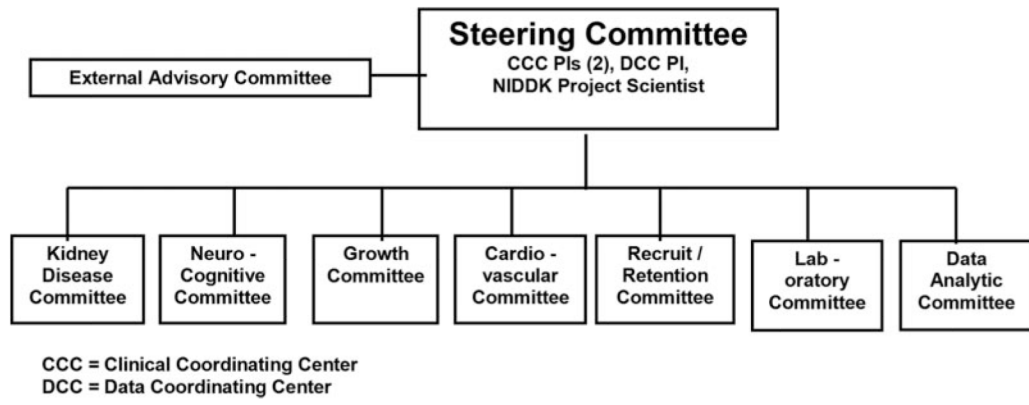 Steering Committee
CCC PIs (2), DCC PI,
NIDDK Project Scientist
External Advisory Committee
Kidney
Disease
Committee
Neuro -
Cognitive
Committee
Growth
Committee
Cardio -
vascular
Committee
Recruit /
Retention
Committee
Lab -
oratory
Committee
Data
Analytic
Committee
CCC = Clinical Coordinating Center
DCC = Data Coordinating Center